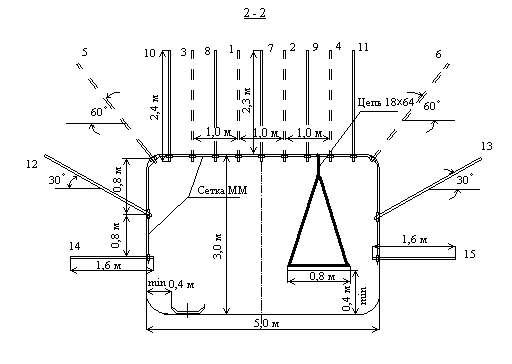 2 - 2
5
10
3
8
1
7
2
9
4
11
6
60°
2,4 м
2,3 м
Цепь 18×64
60°
1,0 м
1,0 м
1,0 м
12
13
30°
0,8 м
Сетка ММ
30°
14
0,8 м
3,0 м
1,6 м
15
1,6 м
min
0,4 м
0,8 м
0,4 м
min
5,0 м